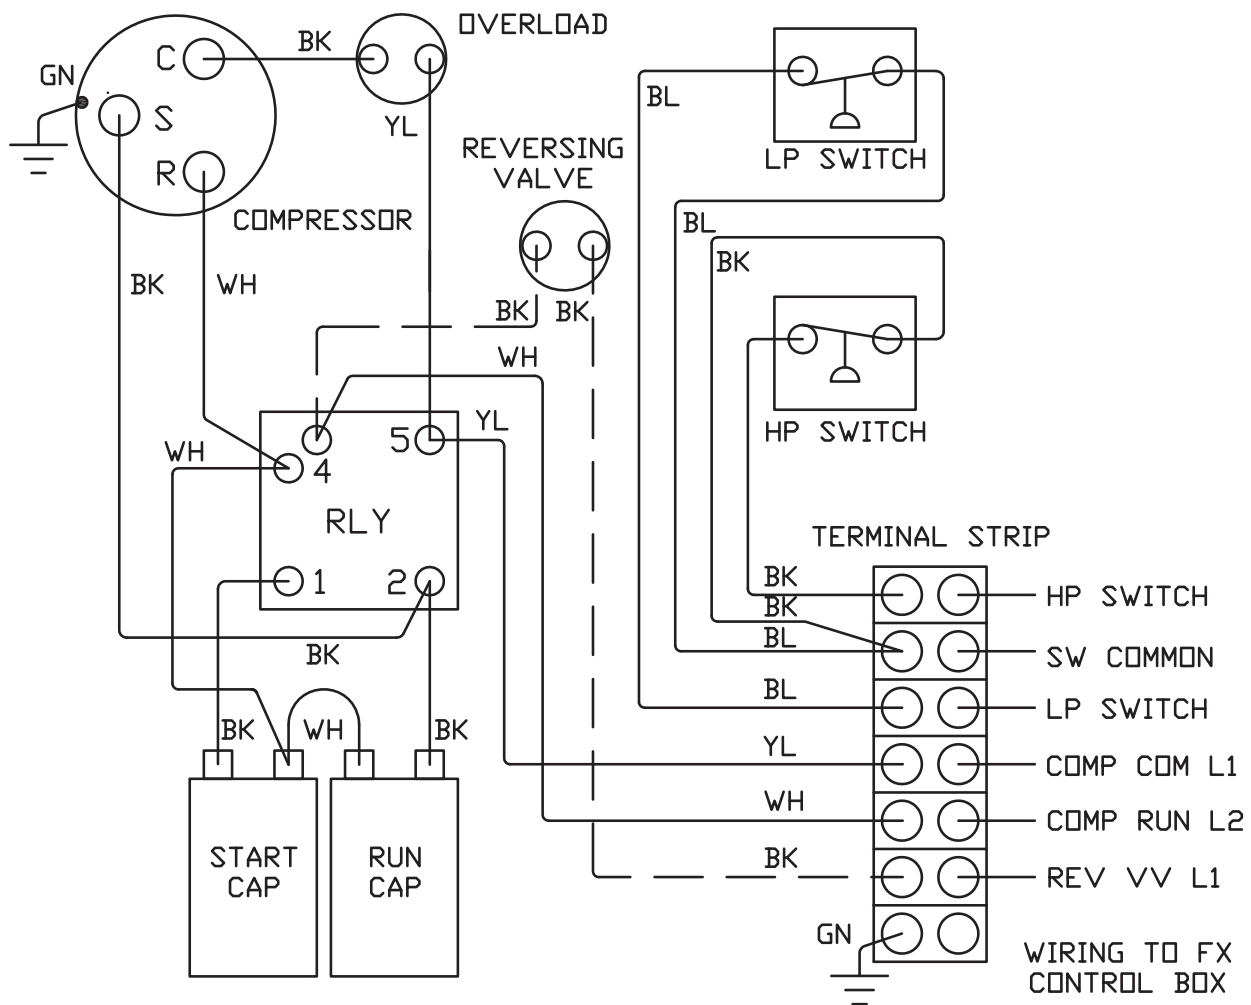 OVERLOAD
BK
C
GN
S
BL
YL
REVERSING
VALVE
LP SWITCH
R
COMPRESSOR
BL
BK
BK
WH
BK
BK
WH
YL
5
HP SWITCH
WH
4
RLY
TERMINAL STRIP
1
2
BK
HP SWITCH
BK
BL
BK
SW COMMON
BL
LP SWITCH
BK
WH
BK
YL
COMP COM L1
WH
COMP RUN L2
START
CAP
RUN
CAP
BK
REV VV L1
GN
WIRING TO FX
CONTROL BOX